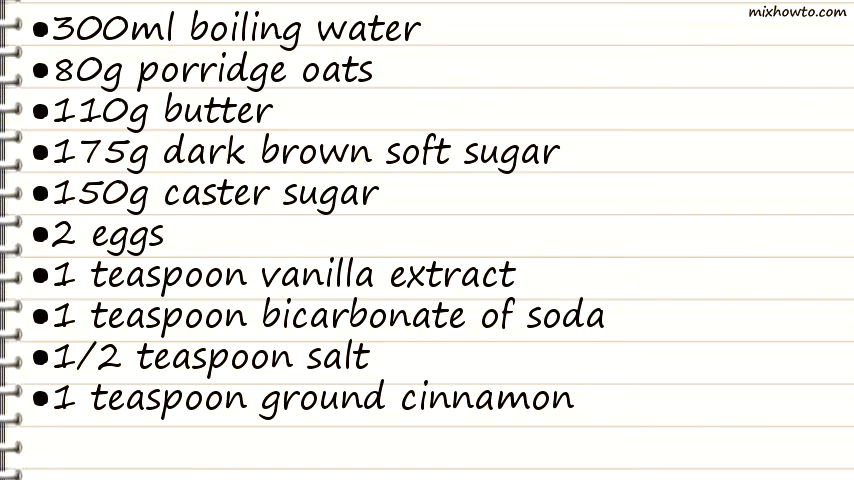 mixhowto.com
•300ml boiling water
•80g porridge oats
•110g butter
•175g dark brown soft sugar
•150g caster sugar
•2 eggs
•1 teaspoon vanilla extract
•1 teaspoon bicarbonate of soda
•1/2 teaspoon salt
•1 teaspoon ground cinnamon